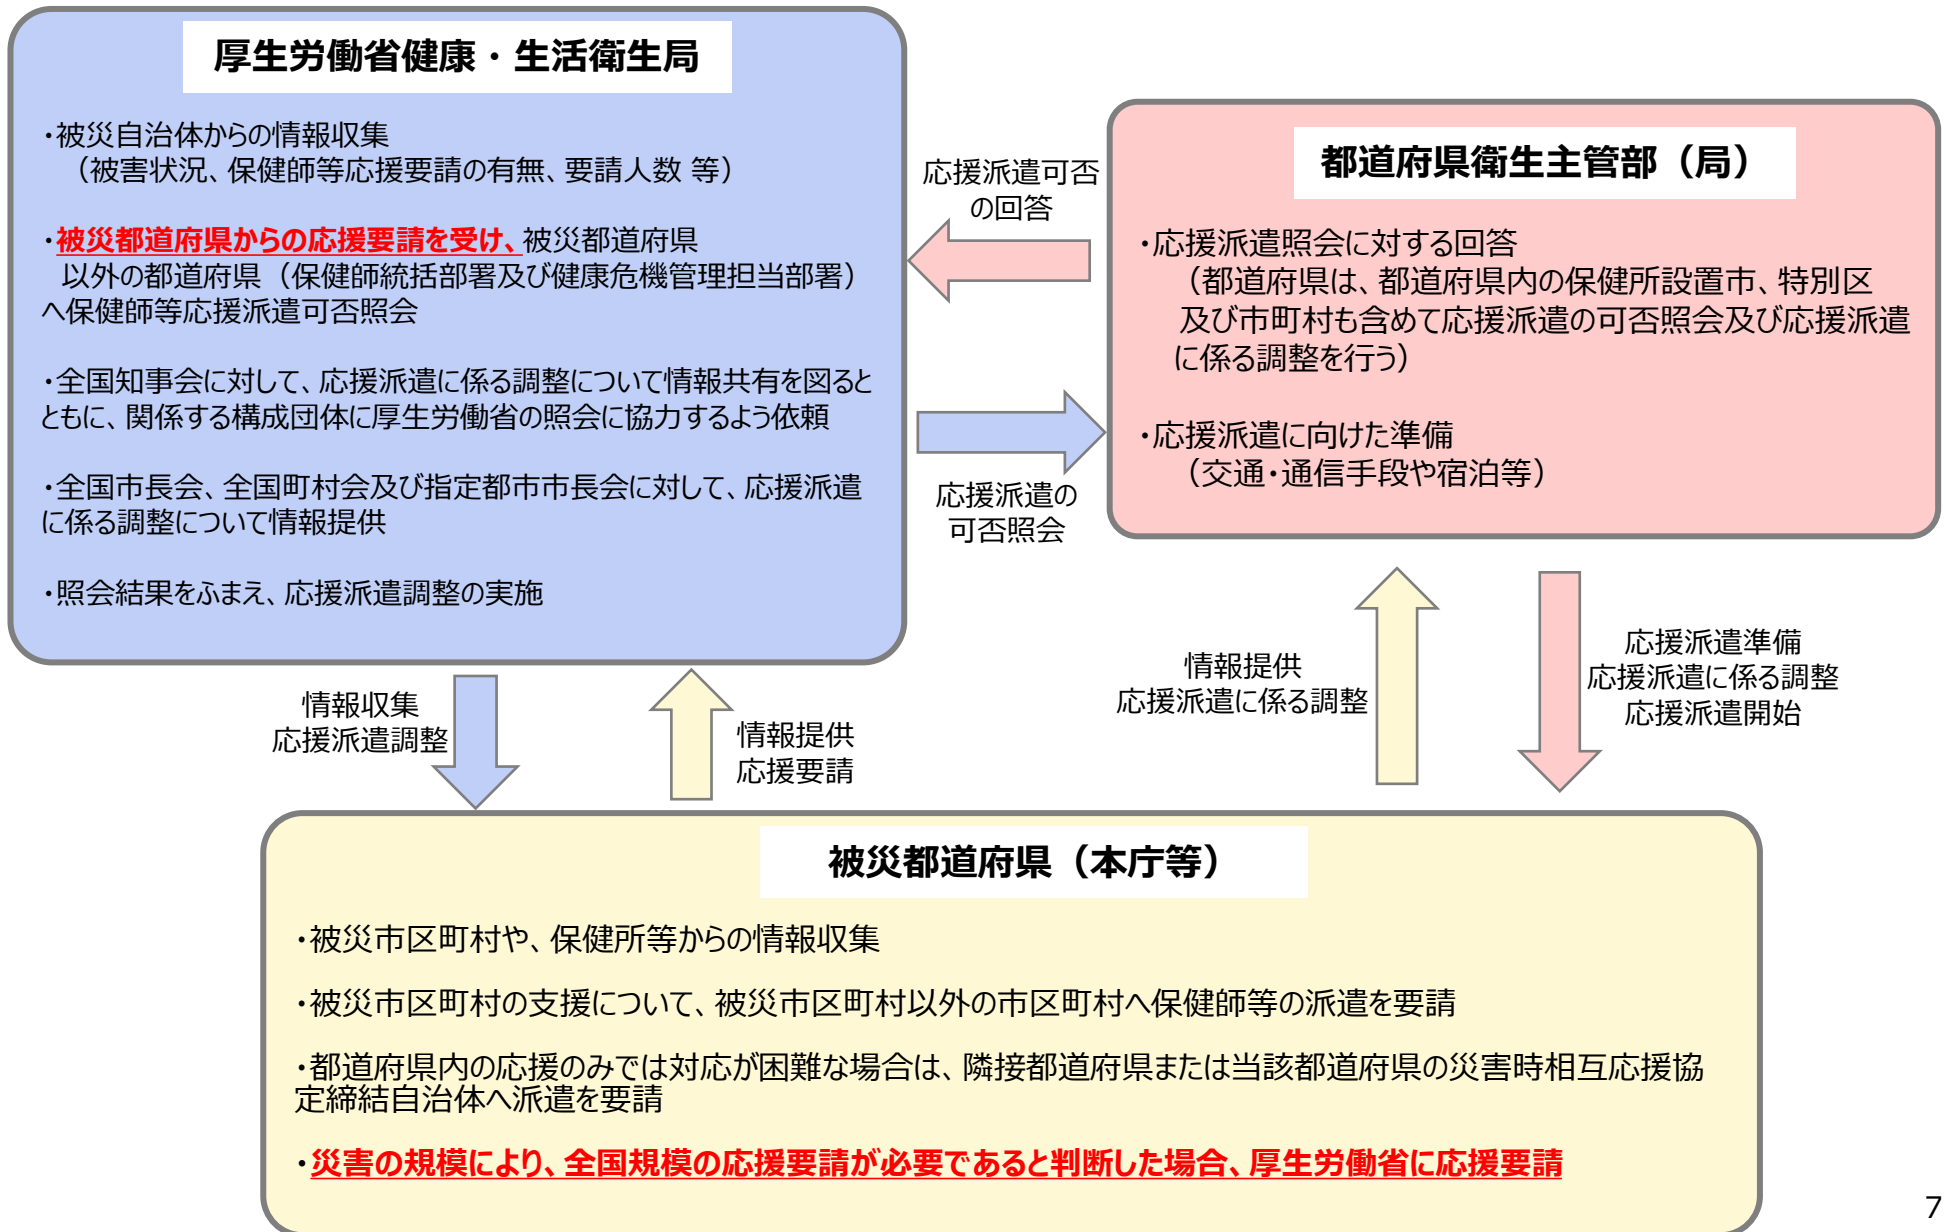 厚生労働省健康・生活衛生局
・被災自治体からの情報収集
（被害状況、保健師等応援要請の有無、要請人数 等）
・被災都道府県からの応援要請を受け、被災都道府県
以外の都道府県（保健師統括部署及び健康危機管理担当部署）
へ保健師等応援派遣可否照会
・全国知事会に対して、応援派遣に係る調整について情報共有を図ると
ともに、関係する構成団体に厚生労働省の照会に協力するよう依頼
・全国市長会、全国町村会及び指定都市市長会に対して、応援派遣
に係る調整について情報提供
・照会結果をふまえ、応援派遣調整の実施
応援派遣可否
の回答
応援派遣の
可否照会
都道府県衛生主管部（局）
・応援派遣照会に対する回答
（都道府県は、都道府県内の保健所設置市、特別区
及び市町村も含めて応援派遣の可否照会及び応援派遣
に係る調整を行う）
・応援派遣に向けた準備
（交通・通信手段や宿泊等）
情報収集
応援派遣調整
情報提供
応援要請
情報提供
応援派遣に係る調整
応援派遣準備
応援派遣に係る調整
応援派遣開始
被災都道府県（本庁等）
・被災市区町村や、保健所等からの情報収集
・被災市区町村の支援について、被災市区町村以外の市区町村へ保健師等の派遣を要請
・都道府県内の応援のみでは対応が困難な場合は、隣接都道府県または当該都道府県の災害時相互応援協
定締結自治体へ派遣を要請
・災害の規模により、全国規模の応援要請が必要であると判断した場合、厚生労働省に応援要請
7